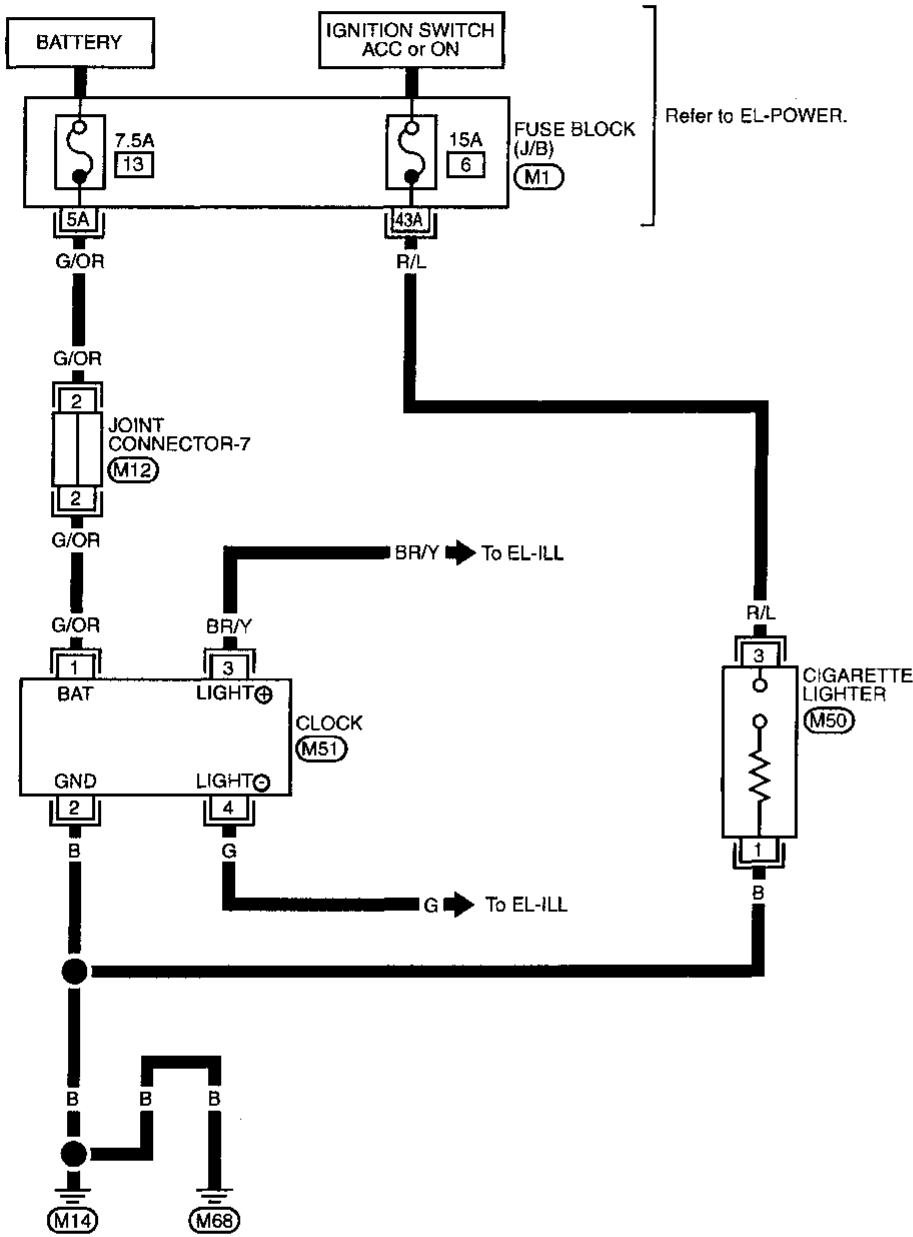 BATTERY
IGNITION SWITCH
ACC or ON
Refer to EL-POWER.
7.5A
13
15A
6
FUSE BLOCK
(J/B)
M1
5A
43A
G/OR
R/L
G/OR
2
JOINT
CONNECTOR-7
M12
2
G/OR
BR/Y
To EL-ILL
G/OR
BR/Y
R/L
1
3
3
BAT
LIGHT+
CIGARETTE
LIGHTER
M50
CLOCK
M51
GND
LIGHT-
2
4
1
B
G
B
G
To EL-ILL
B
B
B
M14
M68